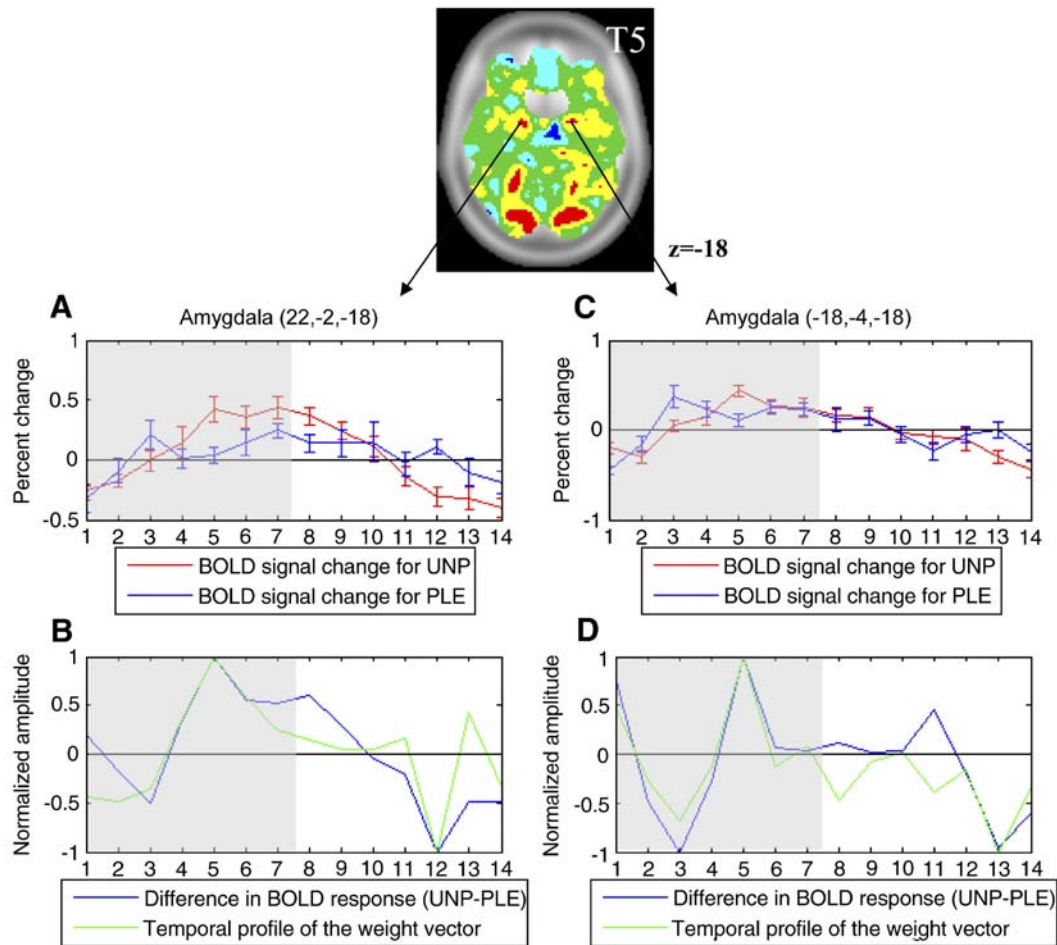 T5
z=-18
A
Amygdala (22,-2,-18)
Percent change
1
0.5
0
-0.5
1 2 3 4 5 6 7 8 9 10 11 12 13 14
BOLD signal change for UNP
BOLD signal change for PLE
C
Amygdala (-18,-4,-18)
Percent change
1
0
-1
1 2 3 4 5 6 7 8 9 10 11 12 13 14
BOLD signal change for UNP
BOLD signal change for PLE
B
Normalized amplitude
1
0.5
0
-0.5
-1
1 2 3 4 5 6 7 8 9 10 11 12 13 14
Difference in BOLD response (UNP-PLE)
Temporal profile of the weight vector
D
Normalized amplitude
1
0.5
0
-0.5
-1
1 2 3 4 5 6 7 8 9 10 11 12 13 14
Difference in BOLD response (UNP-PLE)
Temporal profile of the weight vector